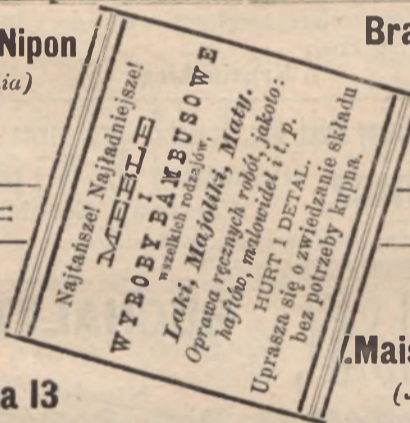 Nipon
ia)
Bra
Najtańsze! Najładniejsze!
MEBLE
I
WYROBY BAMBUSOWE
wszelkich rodzajów,
Laki, Majoliki, Maty.
Oprawa ręcznych robót, jakoto:
haftów, malowideł i t. p.
HURT I DETAL.
Uprasza się o zwiedzanie składu
bez potrzeby kupna.
a 13
Mais
(J